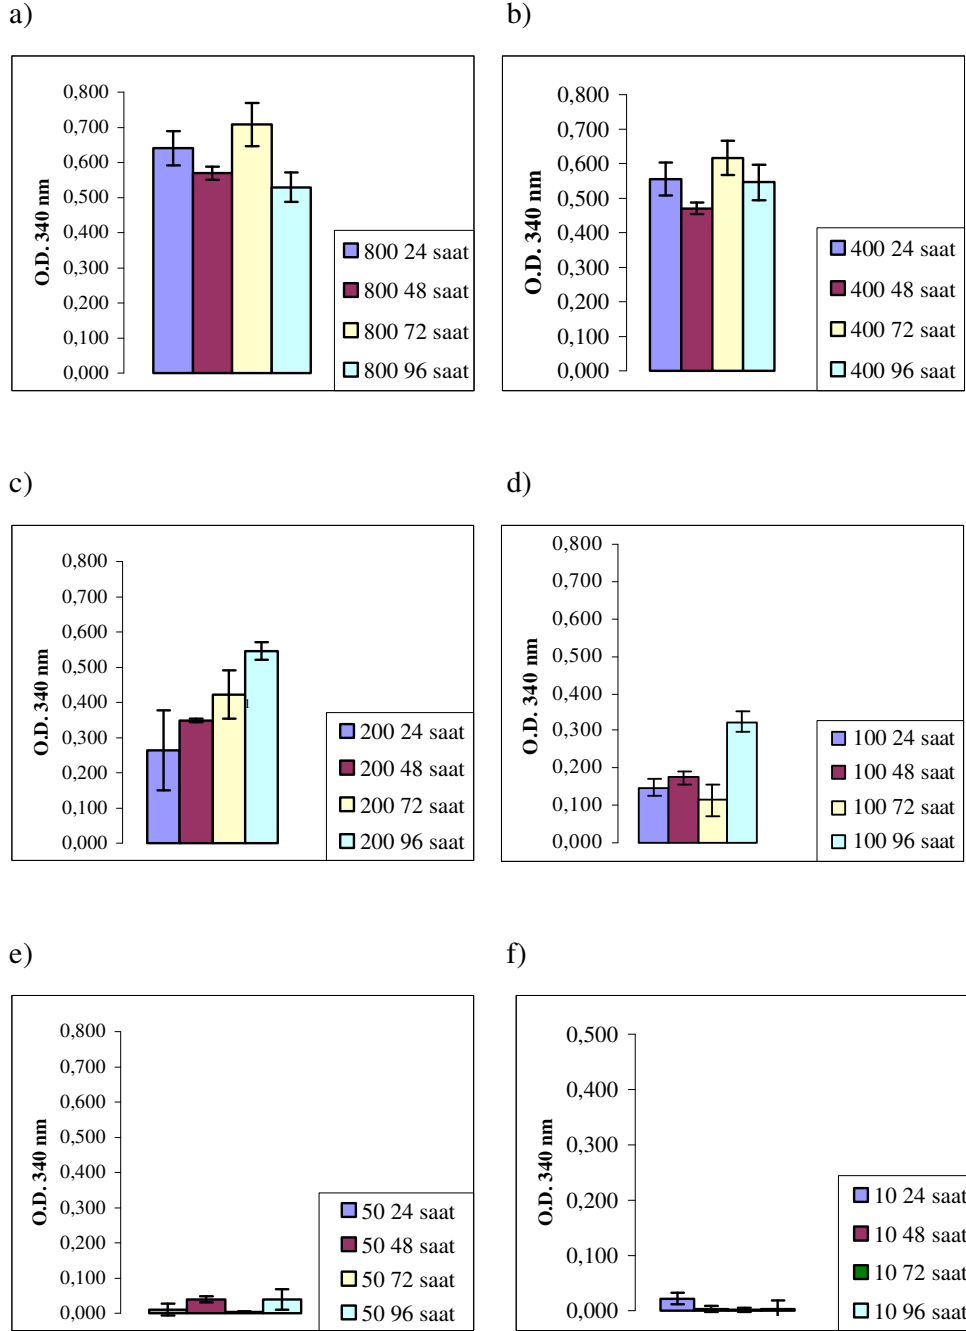 a)
0,800
0,700
0,600
0,500
0,400
0,300
0,200
0,100
0,000
O.D. 340 nm
800 24 saat
800 48 saat
800 72 saat
800 96 saat
b)
0,800
0,700
0,600
0,500
0,400
0,300
0,200
0,100
0,000
O.D. 340 nm
400 24 saat
400 48 saat
400 72 saat
400 96 saat
c)
0,800
0,700
0,600
0,500
0,400
0,300
0,200
0,100
0,000
O.D. 340 nm
200 24 saat
200 48 saat
200 72 saat
200 96 saat
d)
0,800
0,700
0,600
0,500
0,400
0,300
0,200
0,100
0,000
O.D. 340 nm
100 24 saat
100 48 saat
100 72 saat
100 96 saat
e)
0,800
0,700
0,600
0,500
0,400
0,300
0,200
0,100
0,000
O.D. 340 nm
50 24 saat
50 48 saat
50 72 saat
50 96 saat
f)
0,500
0,400
0,300
0,200
0,100
0,000
O.D. 340 nm
10 24 saat
10 48 saat
10 72 saat
10 96 saat